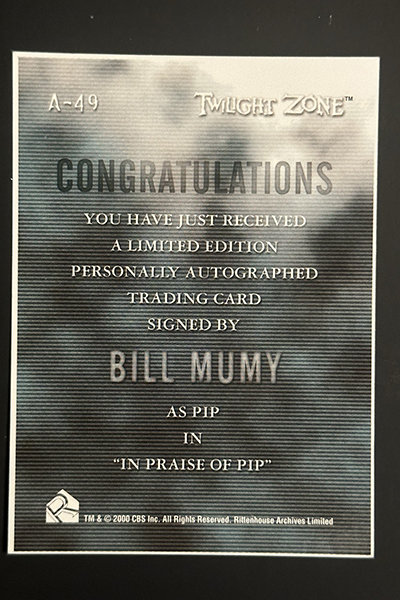 A-49 TWILIGHT ZONE™
CONGRATULATIONS
YOU HAVE JUST RECEIVED
A LIMITED EDITION
PERSONALLY AUTOGRAPHED
TRADING CARD
SIGNED BY
BILL MUMY
AS PIP
IN
"IN PRAISE OF PIP"
TM & © 2000 CBS Inc. All Rights Reserved. Rittenhouse Archives Limited